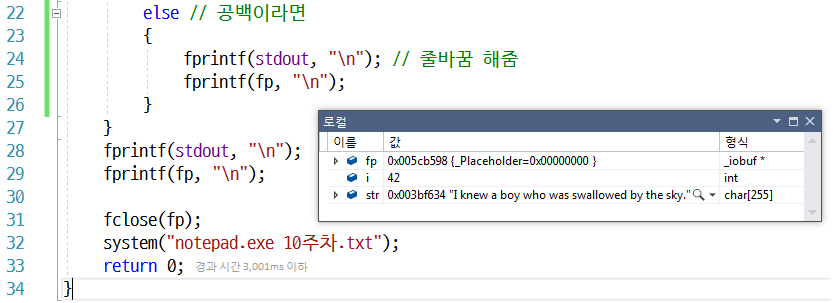 22 else // 공백이라면
23 {
24 fprintf(stdout, "\n"); // 줄바꿈 해줌
25 fprintf(fp, "\n");
26 }
27 }
28 fprintf(stdout, "\n");
29 fprintf(fp, "\n");
30
31 fclose(fp);
32 system("notepad.exe 10주차.txt");
33 return 0; 경과 시간 3,001ms 이하
34 }
로컬
이름 값 형식
fp 0x005cb598 {_Placeholder=0x00000000 } _iobuf *
i 42 int
str 0x003bf634 "I knew a boy who was swallowed by the sky." char[255]